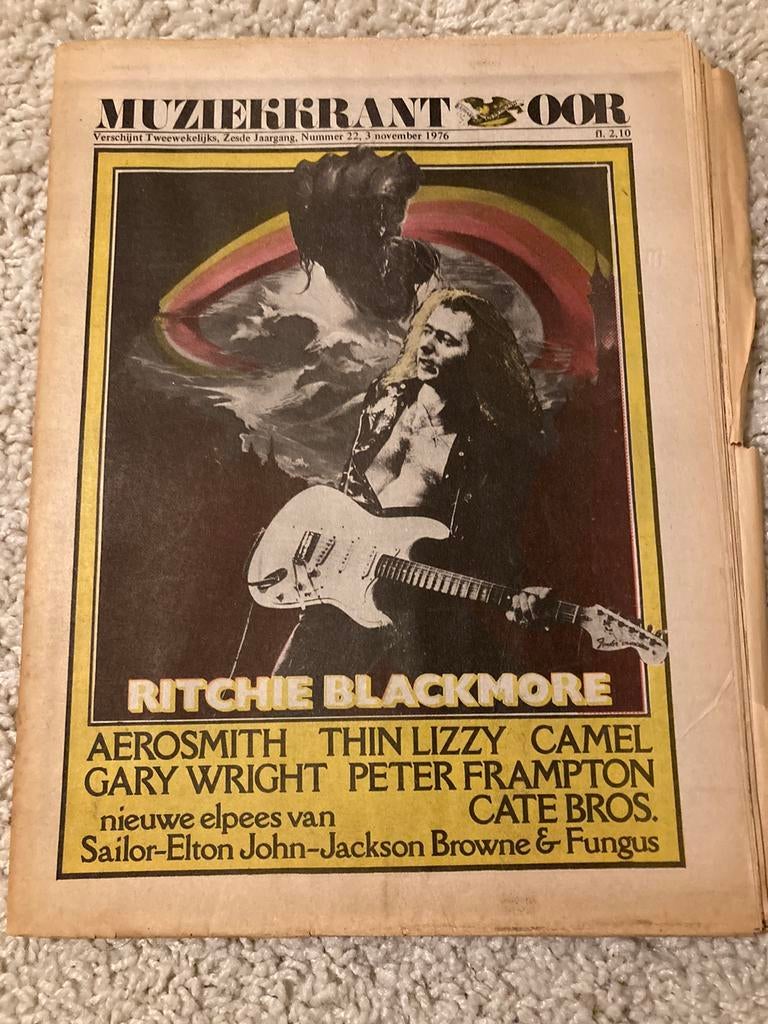 MUZIEKKRANT OOR
Verschijnt Tweewekelijks, Zesde Jaargang, Nummer 22, 3 november 1976 fl. 2,10
Fender
RITCHIE BLACKMORE
AEROSMITH THIN LIZZY CAMEL
GARY WRIGHT PETER FRAMPTON
nieuwe elpees van CATE BROS.
Sailor-Elton John-Jackson Browne & Fungus